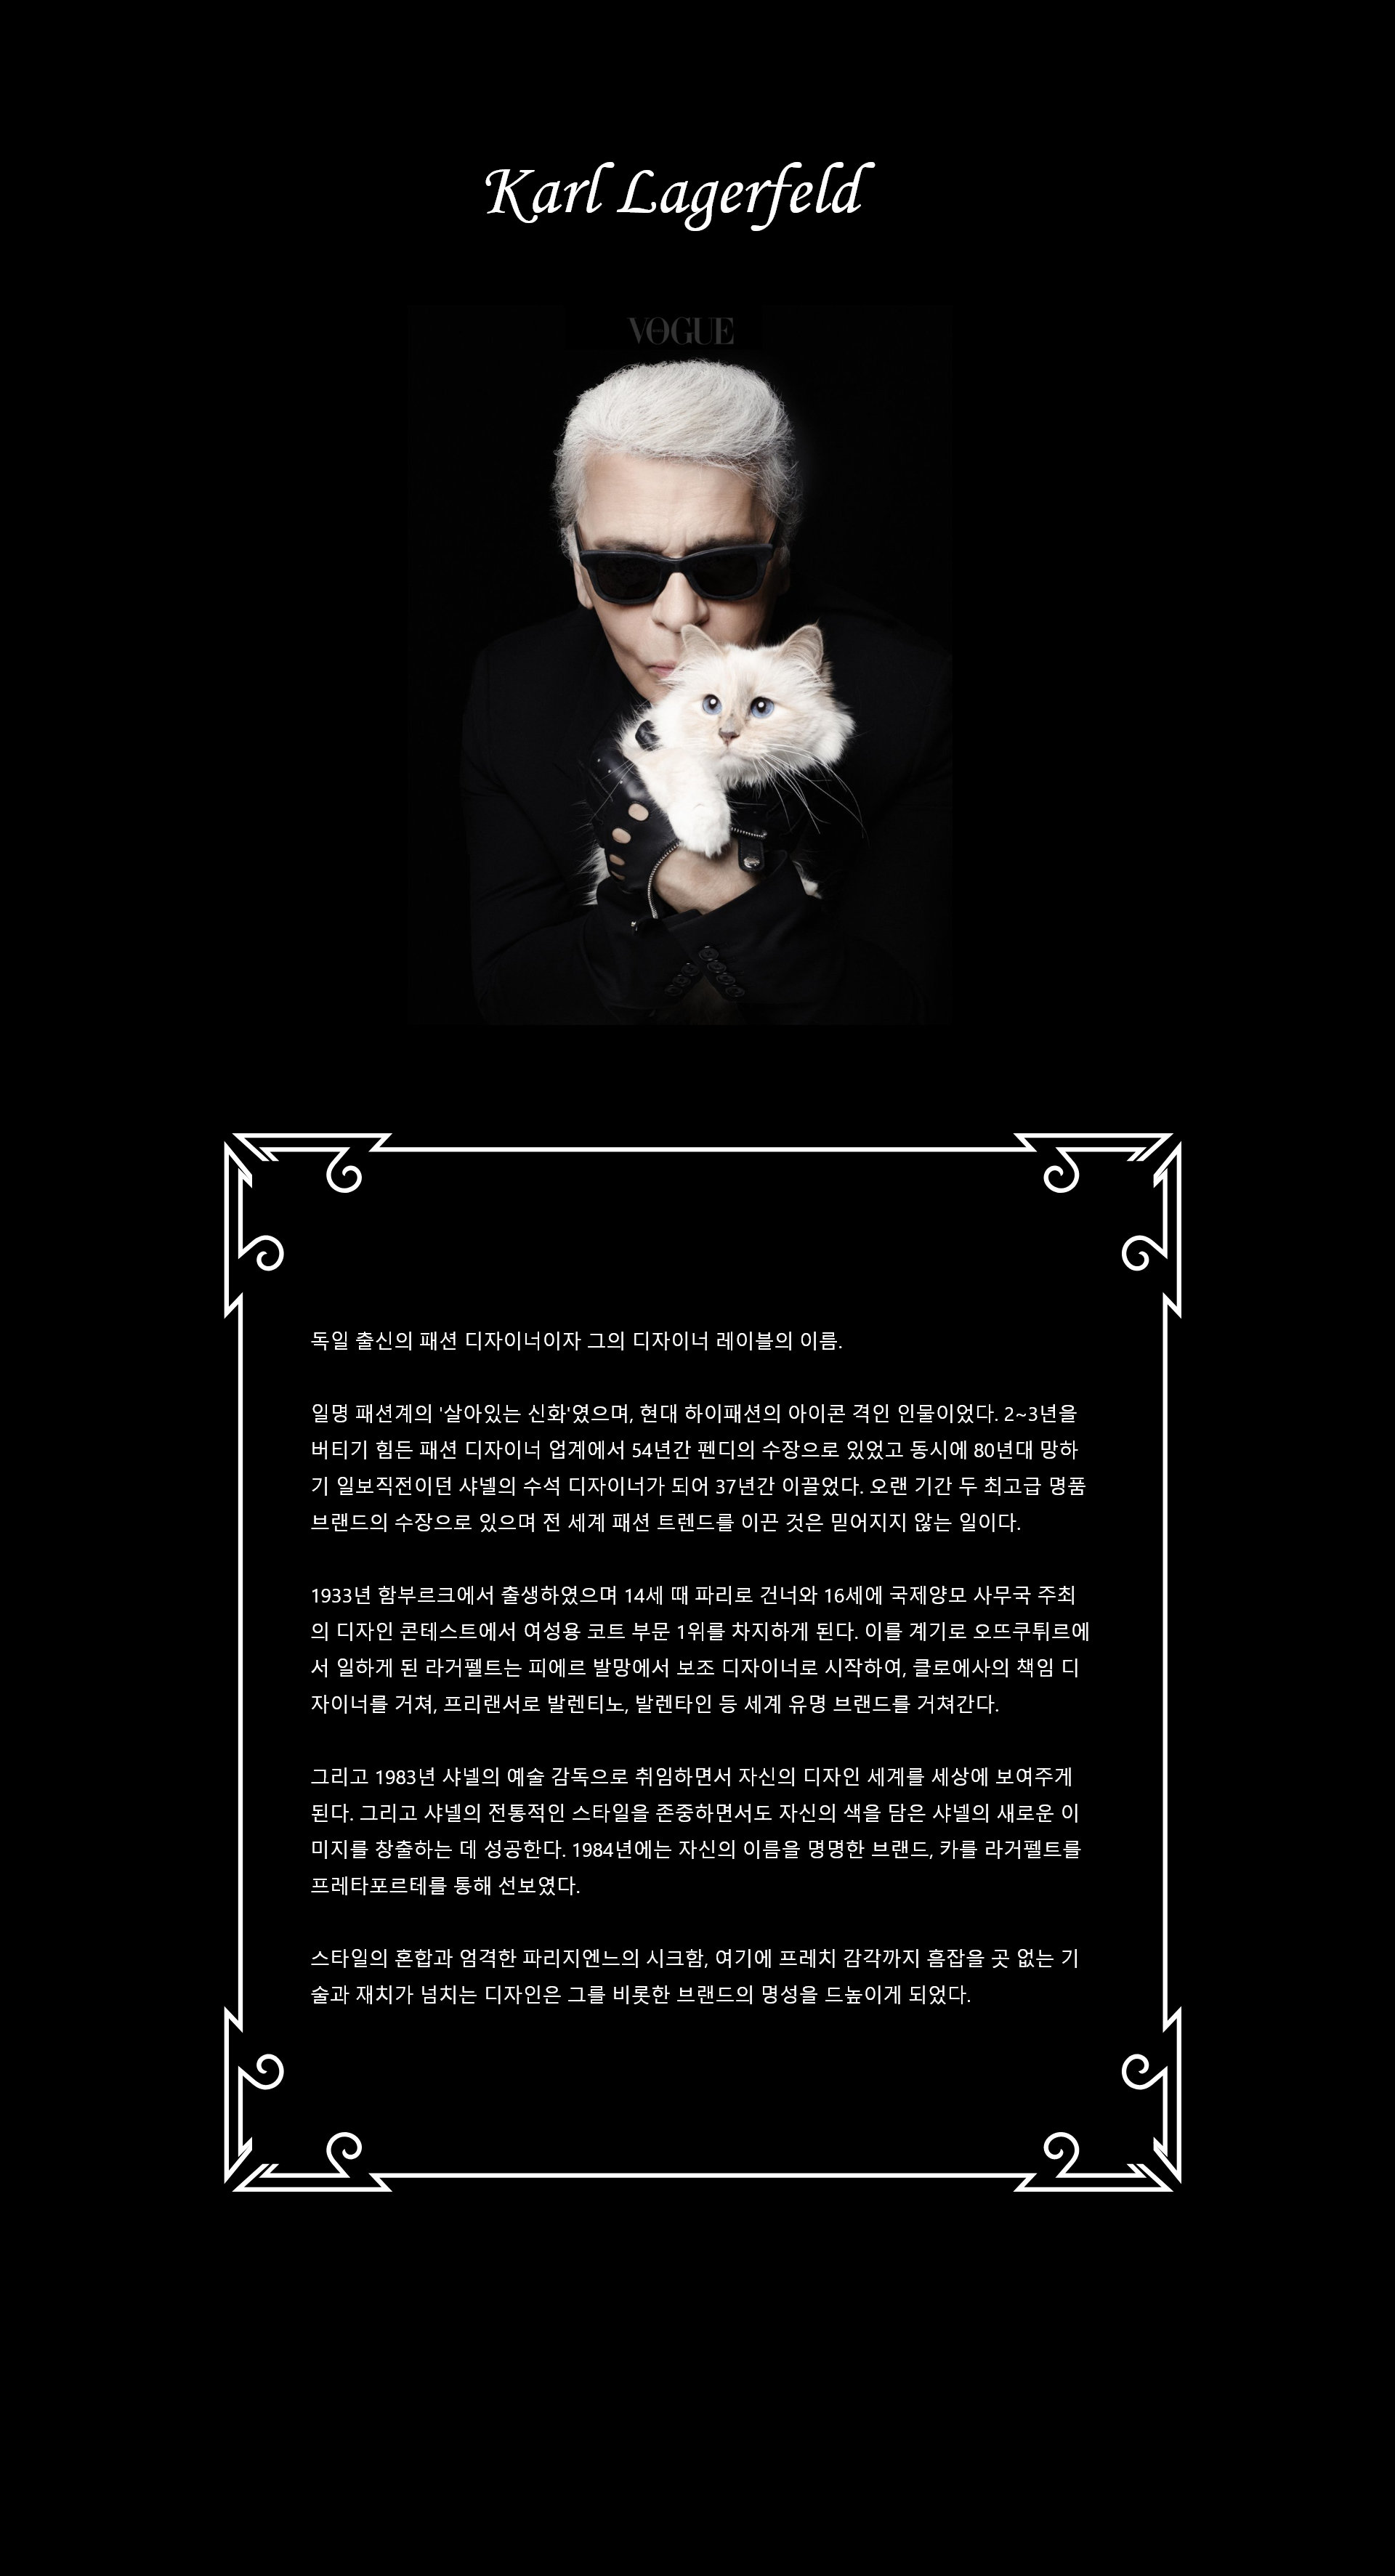 Karl Lagerfeld
VOGUE
독일 출신의 패션 디자이너이자 그의 디자이너 레이블의 이름.
일명 패션계의 '살아있는 신화'였으며, 현대 하이패션의 아이콘 격인 인물이었다. 2~3년을
버티기 힘든 패션 디자이너 업계에서 54년간 펜디의 수장으로 있었고 동시에 80년대 망하
기 일보직전이던 샤넬의 수석 디자이너가 되어 37년간 이끌었다. 오랜 기간 두 최고급 명품
브랜드의 수장으로 있으며 전 세계 패션 트렌드를 이끈 것은 믿어지지 않는 일이다.
1933년 함부르크에서 출생하였으며 14세 때 파리로 건너와 16세에 국제양모 사무국 주최
의 디자인 콘테스트에서 여성용 코트 부문 1위를 차지하게 된다. 이를 계기로 오뜨쿠튀르에
서 일하게 된 라거펠트는 피에르 발망에서 보조 디자이너로 시작하여, 클로에사의 책임 디
자이너를 거쳐, 프리랜서로 발렌티노, 발렌타인 등 세계 유명 브랜드를 거쳐간다.
그리고 1983년 샤넬의 예술 감독으로 취임하면서 자신의 디자인 세계를 세상에 보여주게
된다. 그리고 샤넬의 전통적인 스타일을 존중하면서도 자신의 색을 담은 샤넬의 새로운 이
미지를 창출하는 데 성공한다. 1984년에는 자신의 이름을 명명한 브랜드, 카를 라거펠트를
프레타포르테를 통해 선보였다.
스타일의 혼합과 엄격한 파리지엔느의 시크함, 여기에 프레치 감각까지 흠잡을 곳 없는 기
술과 재치가 넘치는 디자인은 그를 비롯한 브랜드의 명성을 드높이게 되었다.